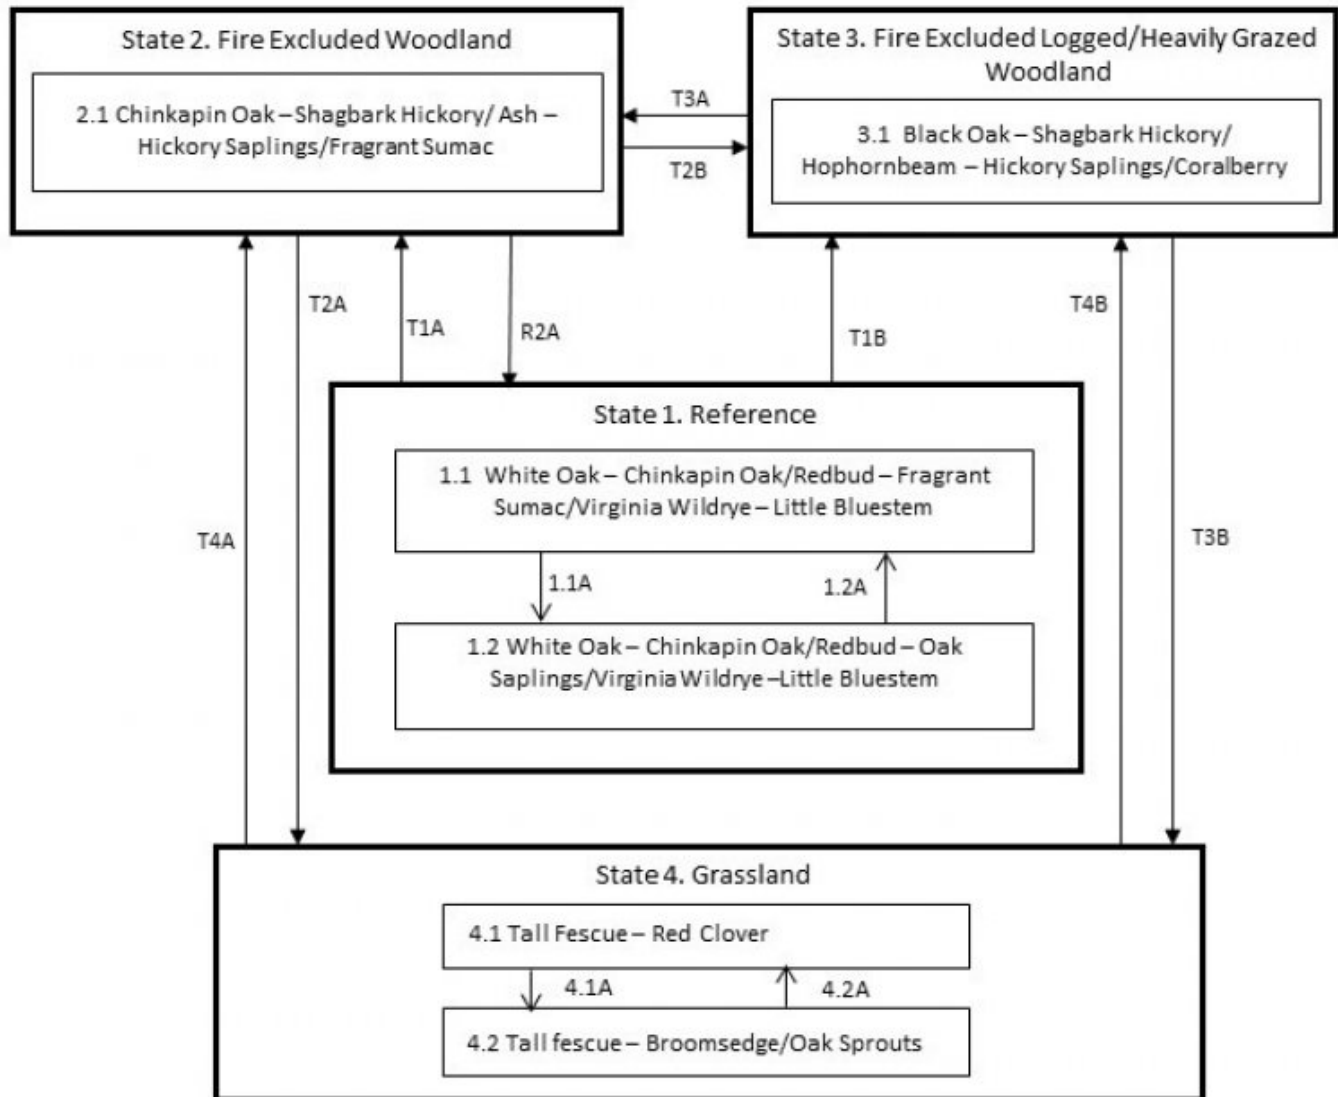 State 2. Fire Excluded Woodland
2.1 Chinkapin Oak – Shagbark Hickory/ Ash –
Hickory Saplings/Fragrant Sumac
State 3. Fire Excluded Logged/Heavily Grazed
Woodland
3.1 Black Oak – Shagbark Hickory/
Hophornbeam – Hickory Saplings/Coralberry
T3A
T2B
T2A
T1A
R2A
T1B
T4B
State 1. Reference
1.1 White Oak – Chinkapin Oak/Redbud – Fragrant
Sumac/Virginia Wildrye – Little Bluestem
T4A
T3B
1.1A
1.2A
1.2 White Oak – Chinkapin Oak/Redbud – Oak
Saplings/Virginia Wildrye –Little Bluestem
State 4. Grassland
4.1 Tall Fescue – Red Clover
4.1A
4.2A
4.2 Tall fescue – Broomsedge/Oak Sprouts